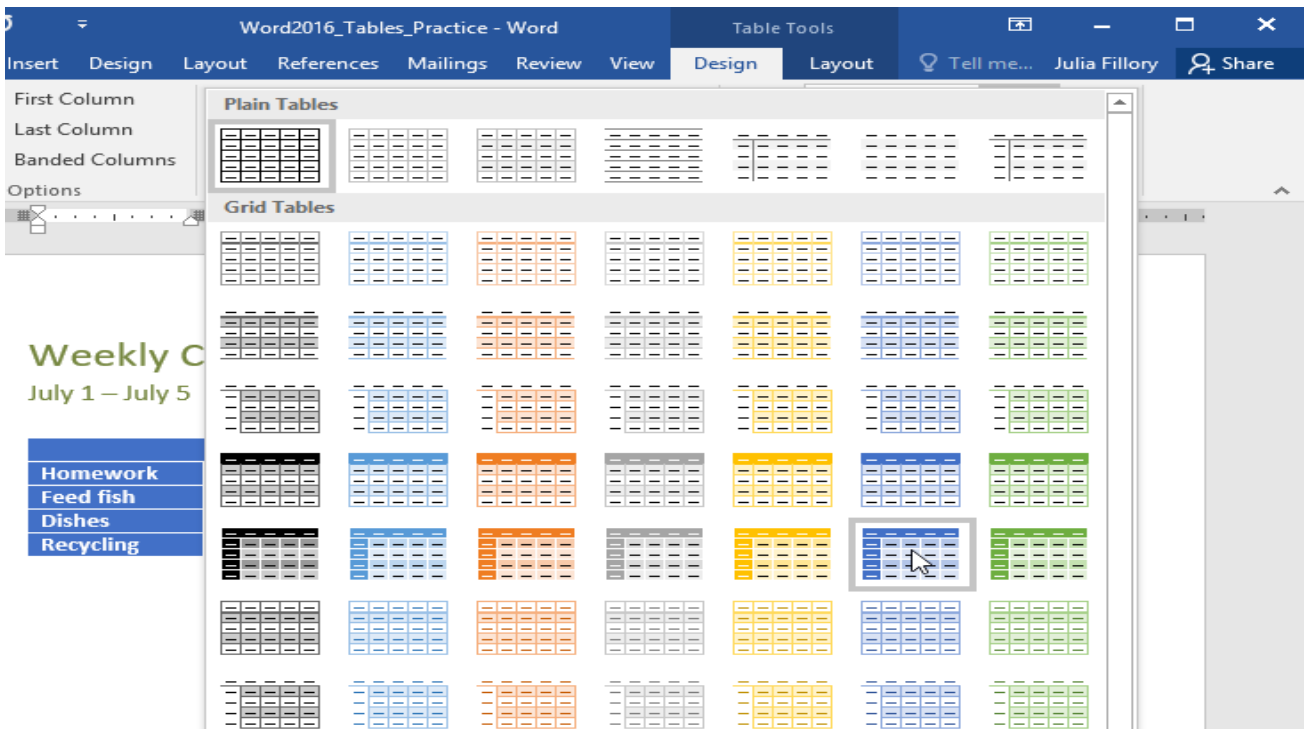 Word2016_Tables_Practice - Word Table Tools
Insert Design Layout References Mailings Review View Design Layout Tell me... Julia Fillory Share
First Column
Last Column
Banded Columns
Options
Plain Tables
Grid Tables
Weekly C
July 1 – July 5
Homework
Feed fish
Dishes
Recycling